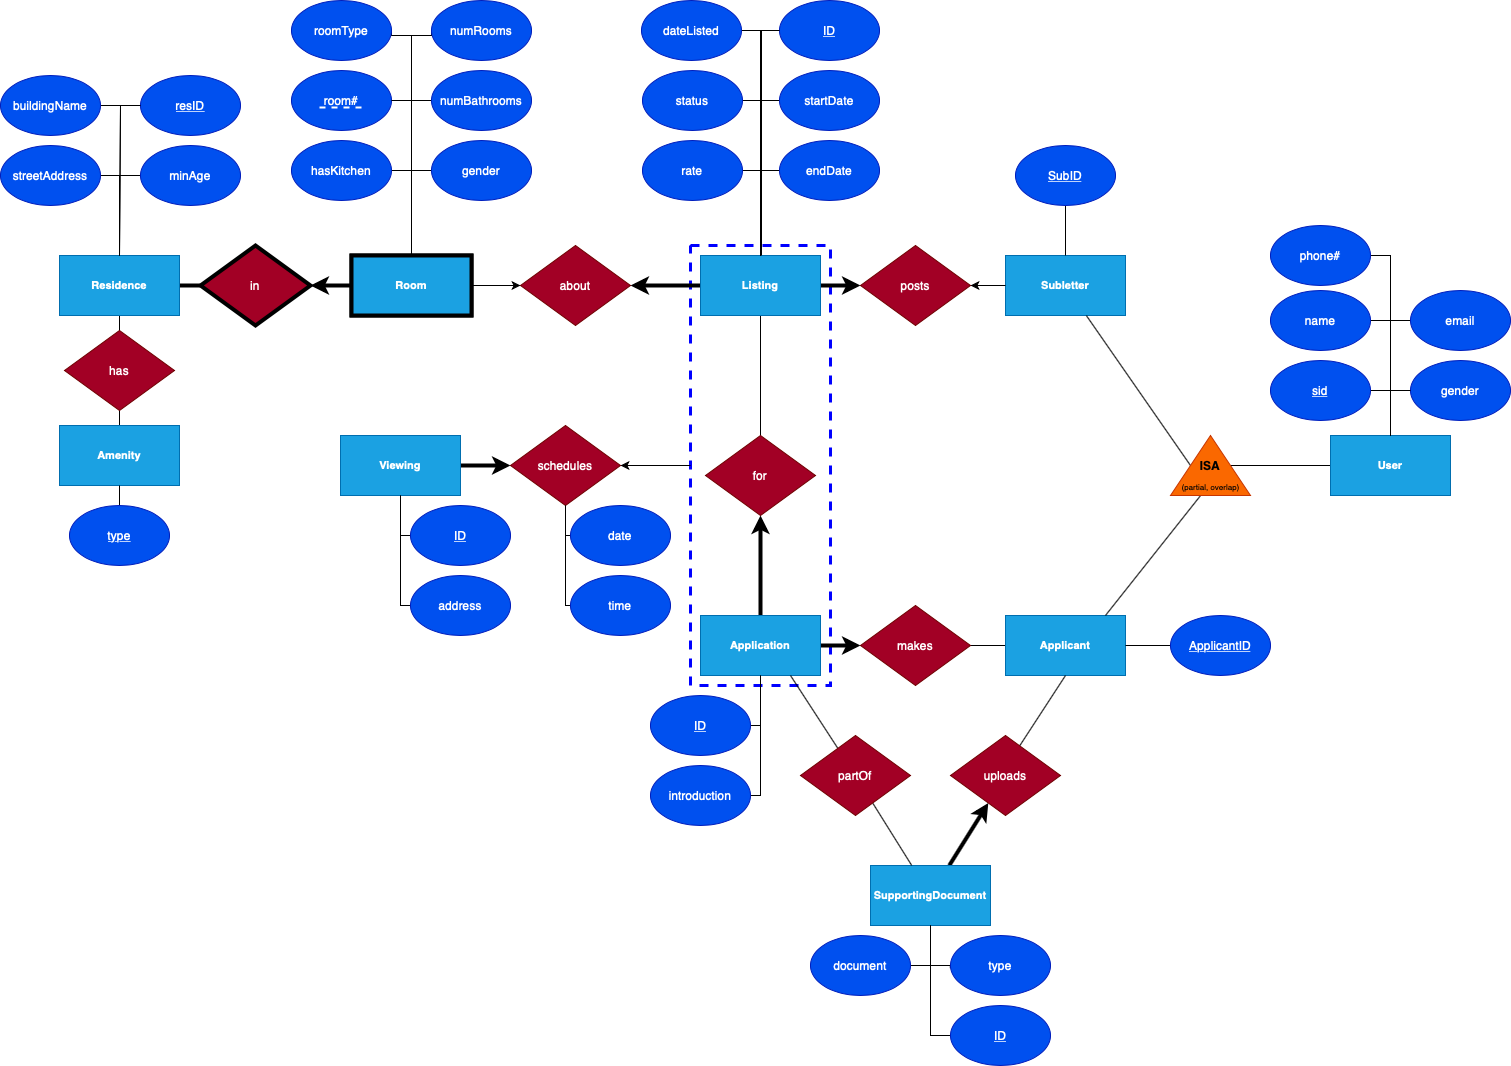 roomType
numRooms
dateListed
ID
buildingName
resID
room#
numBathrooms
status
startDate
streetAddress
minAge
hasKitchen
gender
rate
endDate
SubID
phone#
Residence
in
Room
about
Listing
posts
Subletter
name
email
has
sid
gender
Amenity
Viewing
schedules
for
ISA
(partial, overlap)
User
type
ID
date
address
time
Application
makes
Applicant
ApplicantID
ID
introduction
partOf
uploads
SupportingDocument
document
type
ID